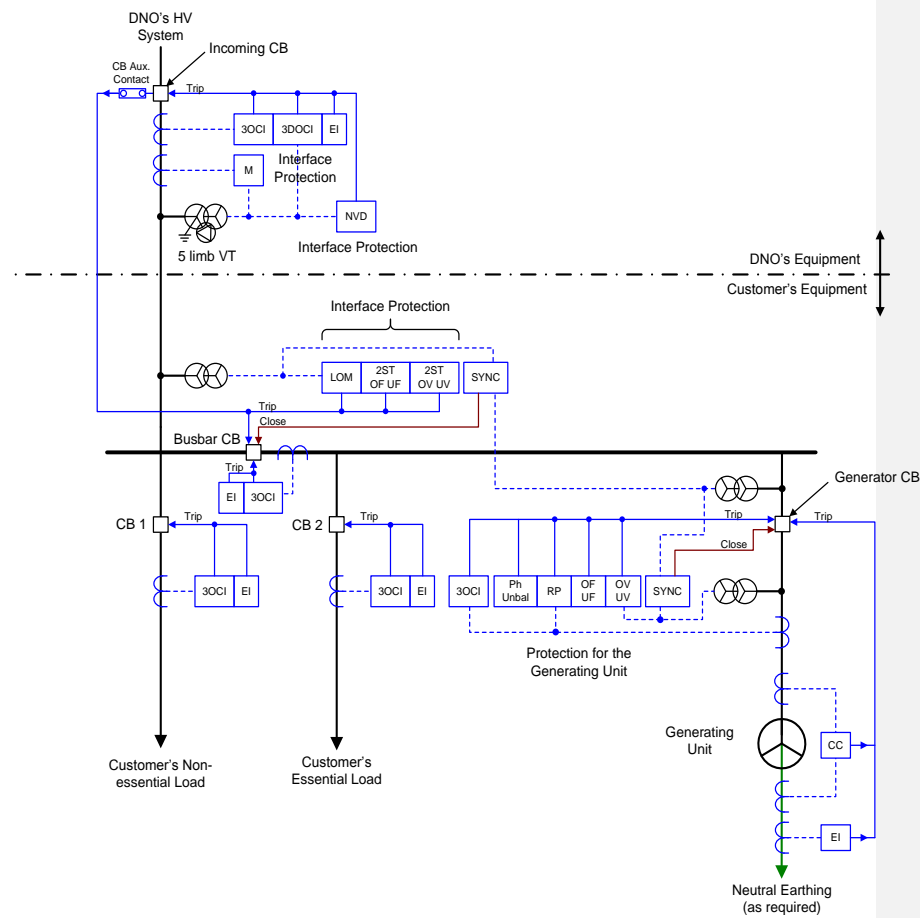 DNO's HV
System
Incoming CB
CB Aux.
Contact
Trip
3OCI
3DOCI
EI
Interface
Protection
M
NVD
5 limb VT
Interface Protection
DNO's Equipment
Customer's Equipment
Interface Protection
LOM
2ST
OF UF
2ST
OV UV
SYNC
Trip
Close
Busbar CB
Trip
EI
3OCI
Generator CB
CB 1
Trip
3OCI
EI
CB 2
Trip
3OCI
EI
Trip
Trip
Close
3OCI
Ph
Unbal
RP
OF
UF
OV
UV
SYNC
Protection for the
Generating Unit
Generating
Unit
CC
EI
Customer's Non-
essential Load
Customer's
Essential Load
Neutral Earthing
(as required)